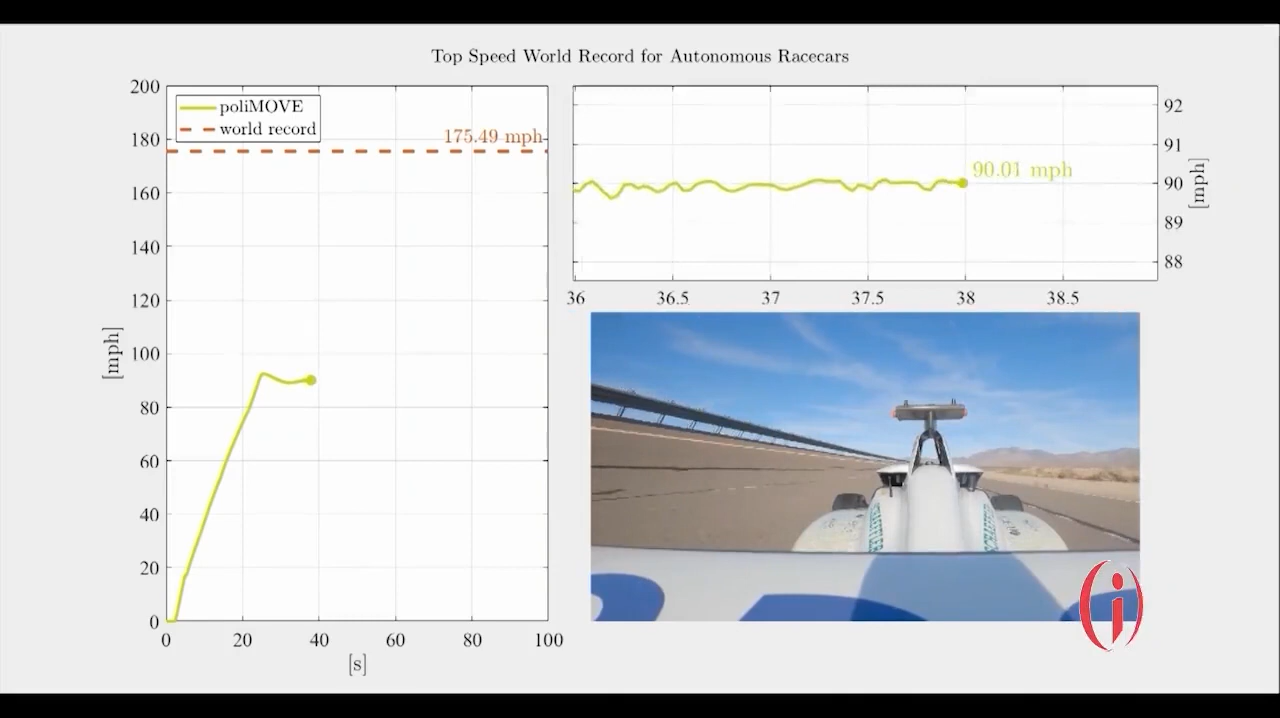 Top Speed World Record for Autonomous Racecars
200
180
160
140
120
100
80
60
40
20
0
[mph]
poliMOVE
world record
175.49 mph
0 20 40 60 80 100
[s]
90.01 mph
92
91
90
89
88
[mph]
36 36.5 37 37.5 38 38.5